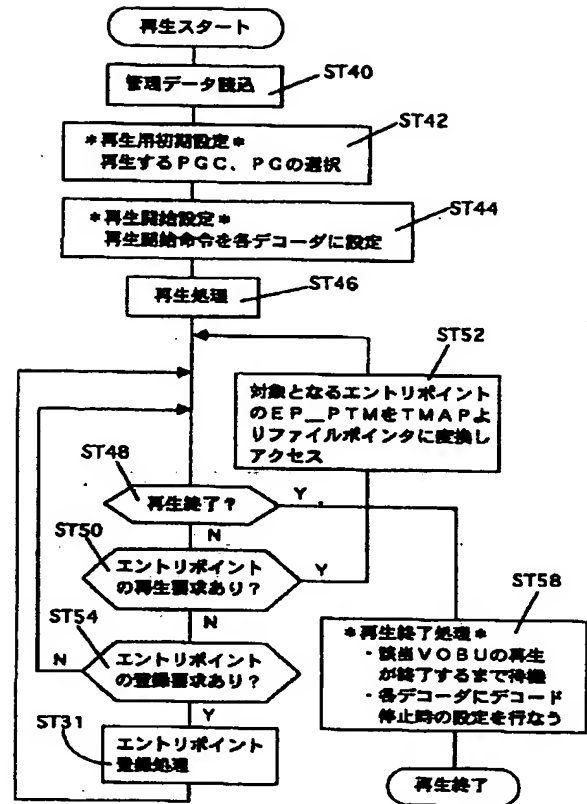 再生スタート
ST40
管理データ読込
ST42
＊再生用初期設定＊
再生するＰＧＣ、ＰＧの選択
ST44
＊再生開始設定＊
再生開始命令を各デコーダに設定
ST46
再生処理
ST52
対象となるエントリポイント
のＥＰ＿ＰＴＭをＴＭＡＰよ
りファイルポインタに変換し
アクセス
ST48
再生終了？
Y
N
ST50
エントリポイント
の再生要求あり？
Y
N
ST54
エントリポイント
の登録要求あり？
N
Y
ST31
エントリポイント
登録処理
ST58
＊再生終了処理＊
・該当ＶＯＢＵの再生
が終了するまで待機
・各デコーダにデコード
停止時の設定を行なう
再生終了